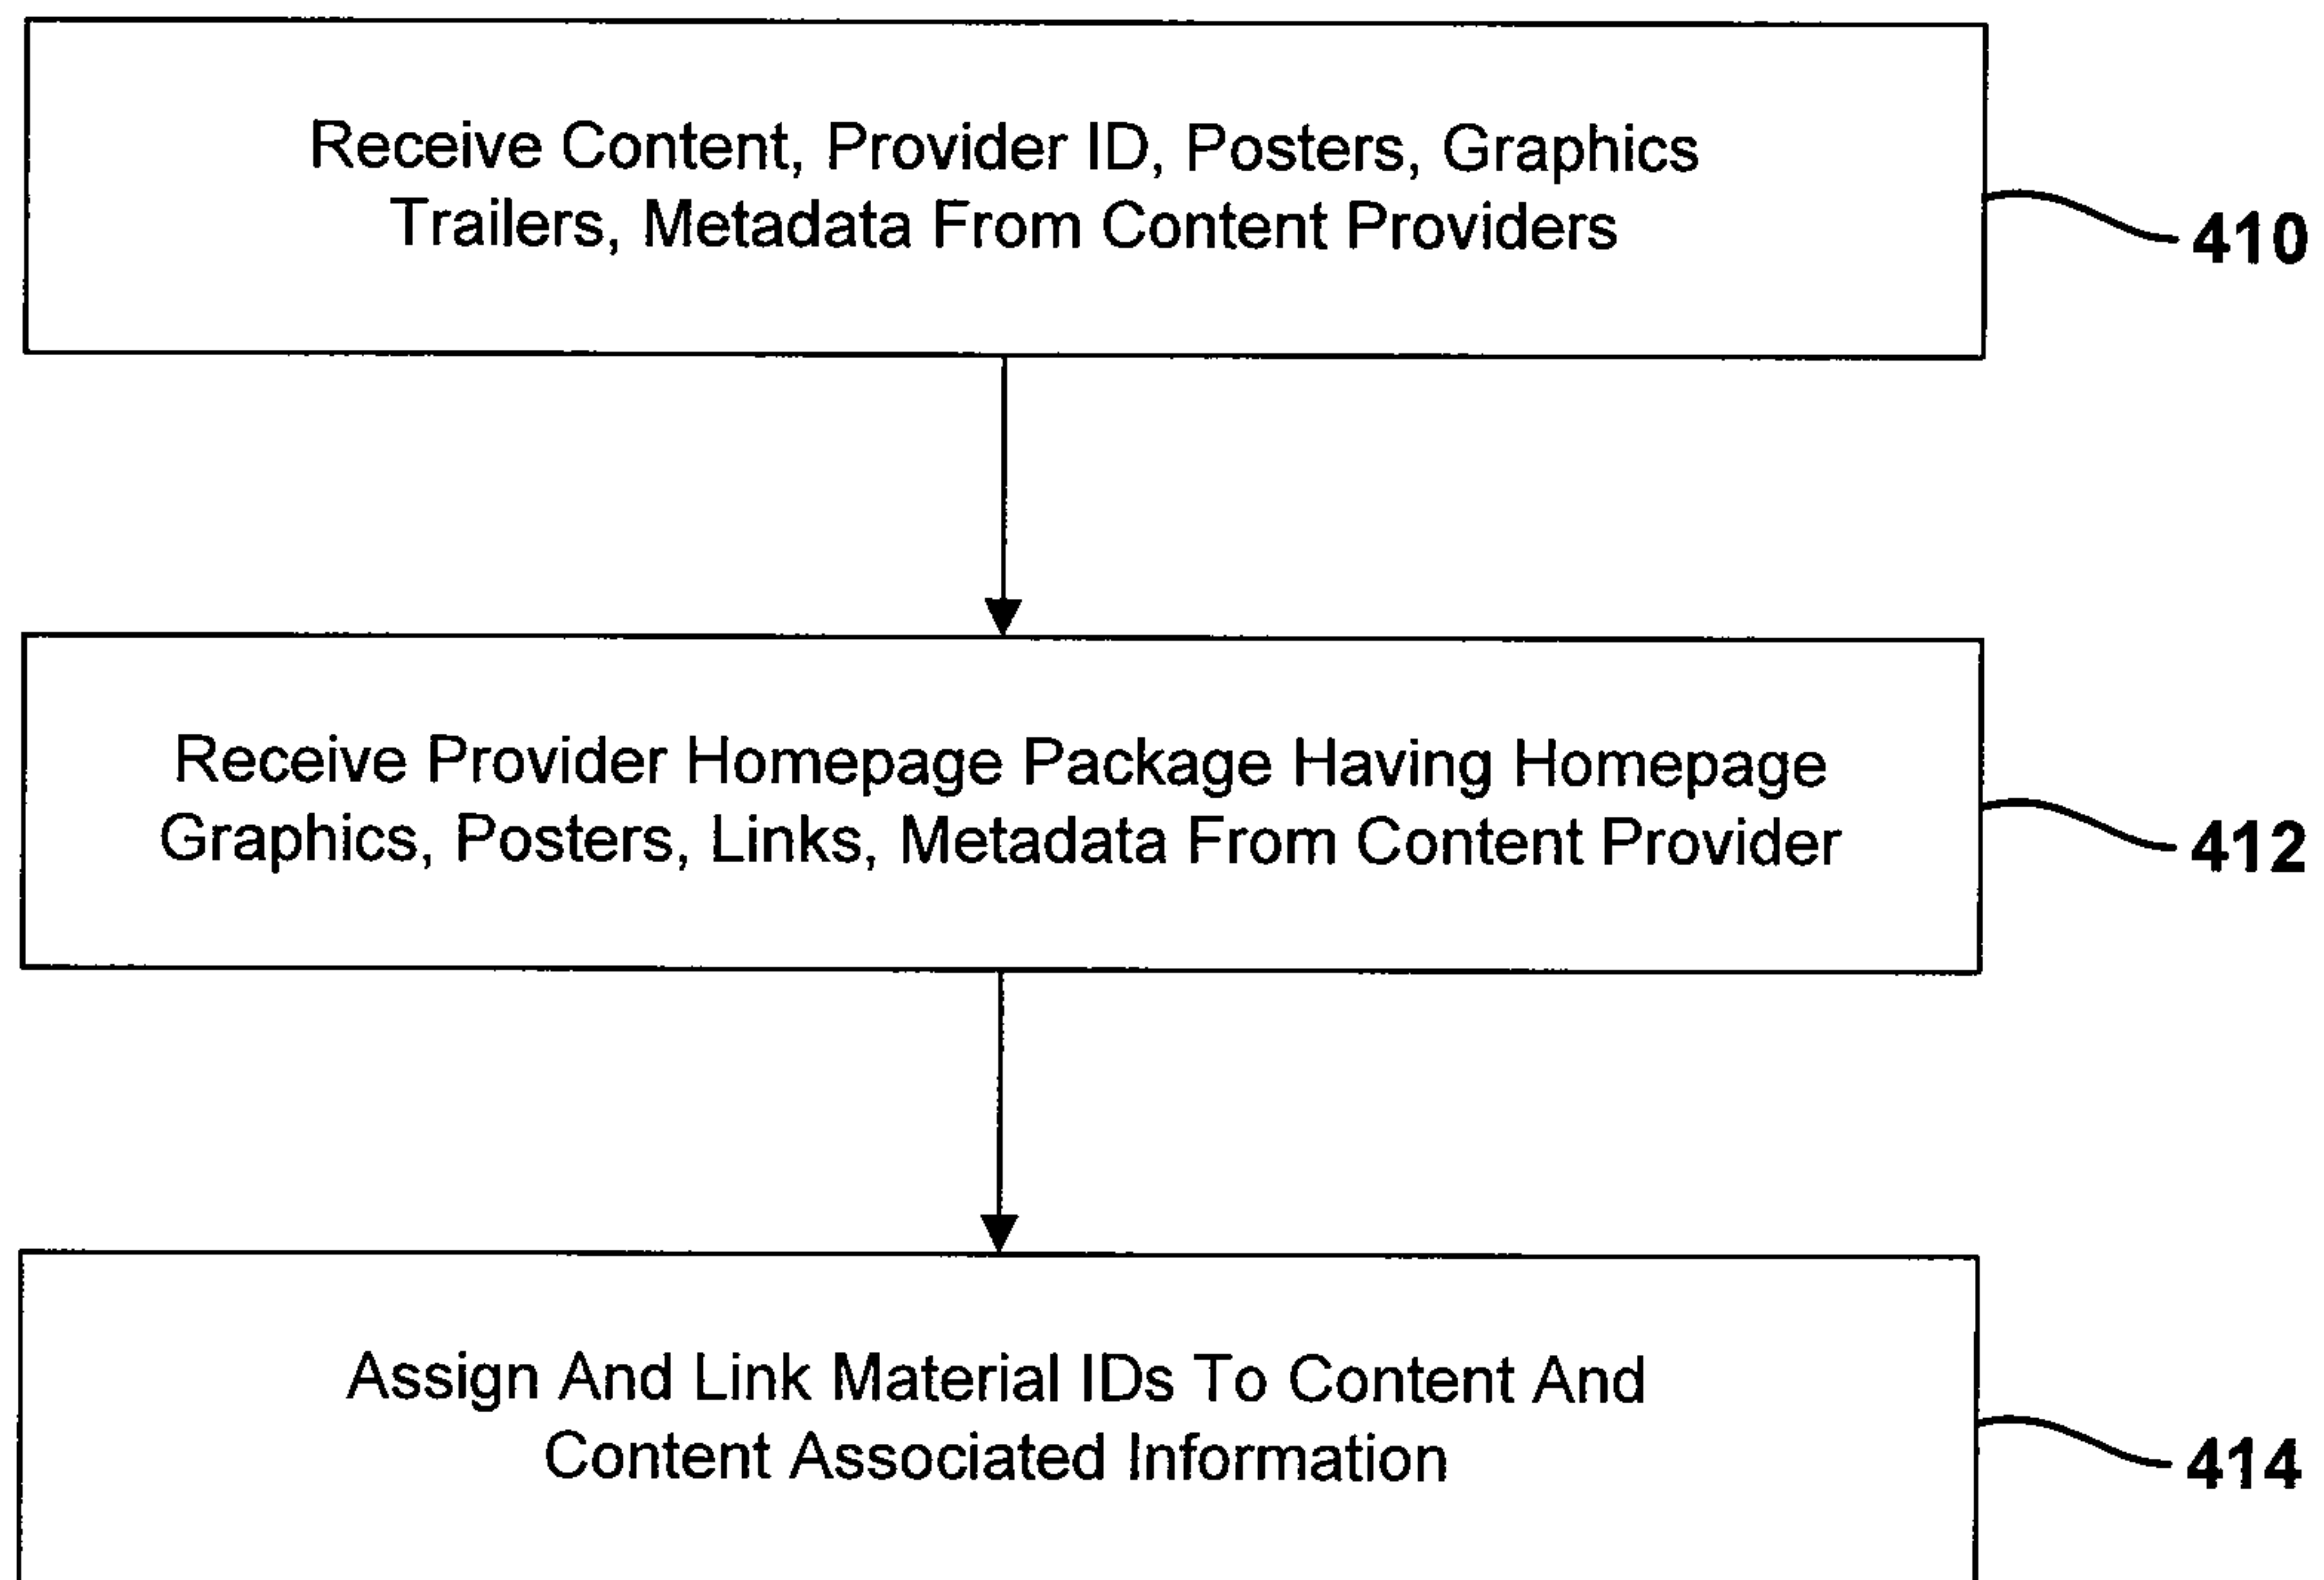 Receive Content, Provider ID, Posters, Graphics
Trailers, Metadata From Content Providers
410
Receive Provider Homepage Package Having Homepage
Graphics, Posters, Links, Metadata From Content Provider
412
Assign And Link Material IDs To Content And
Content Associated Information
414